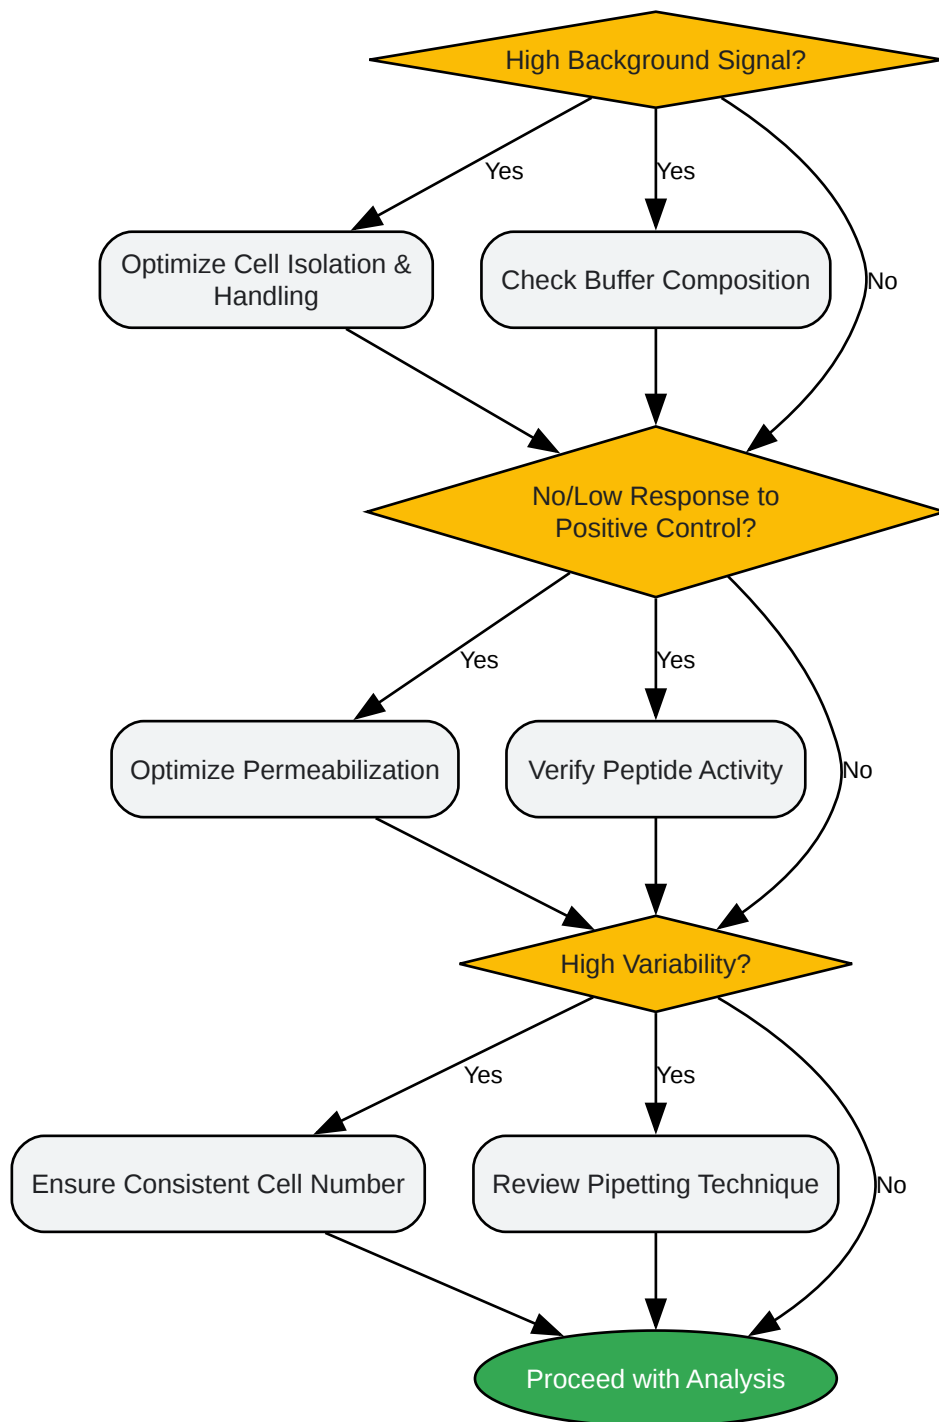 High Background Signal?
Yes
Yes
Optimize Cell Isolation &
Handling
Check Buffer Composition
No
No/Low Response to
Positive Control?
Yes
Yes
Optimize Permeabilization
Verify Peptide Activity
No
High Variability?
Yes
Yes
Ensure Consistent Cell Number
Review Pipetting Technique
No
Proceed with Analysis